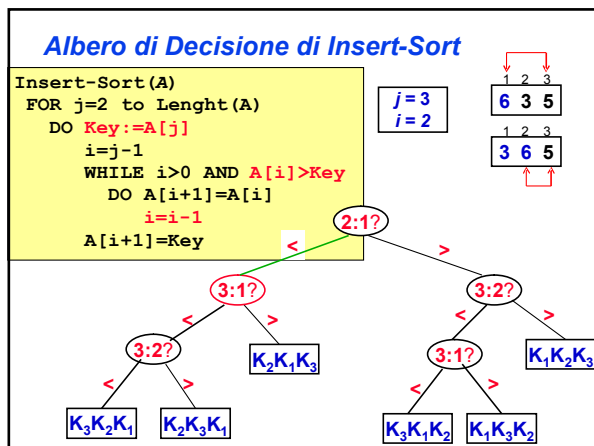 Albero di Decisione di Insert-Sort
Insert-Sort(A)
FOR j=2 to Lenght(A)
DO Key:=A[j]
i=j-1
WHILE i>0 AND A[i]>Key
DO A[i+1]=A[i]
i=i-1
A[i+1]=Key
j = 3
i = 2
1 2 3
6 3 5
1 2 3
3 6 5
2:1?
< >
3:1? 3:2?
< > < >
3:2? K₂K₁K₃ 3:1? K₁K₂K₃
< > < >
K₃K₂K₁ K₂K₃K₁ K₃K₁K₂ K₁K₃K₂